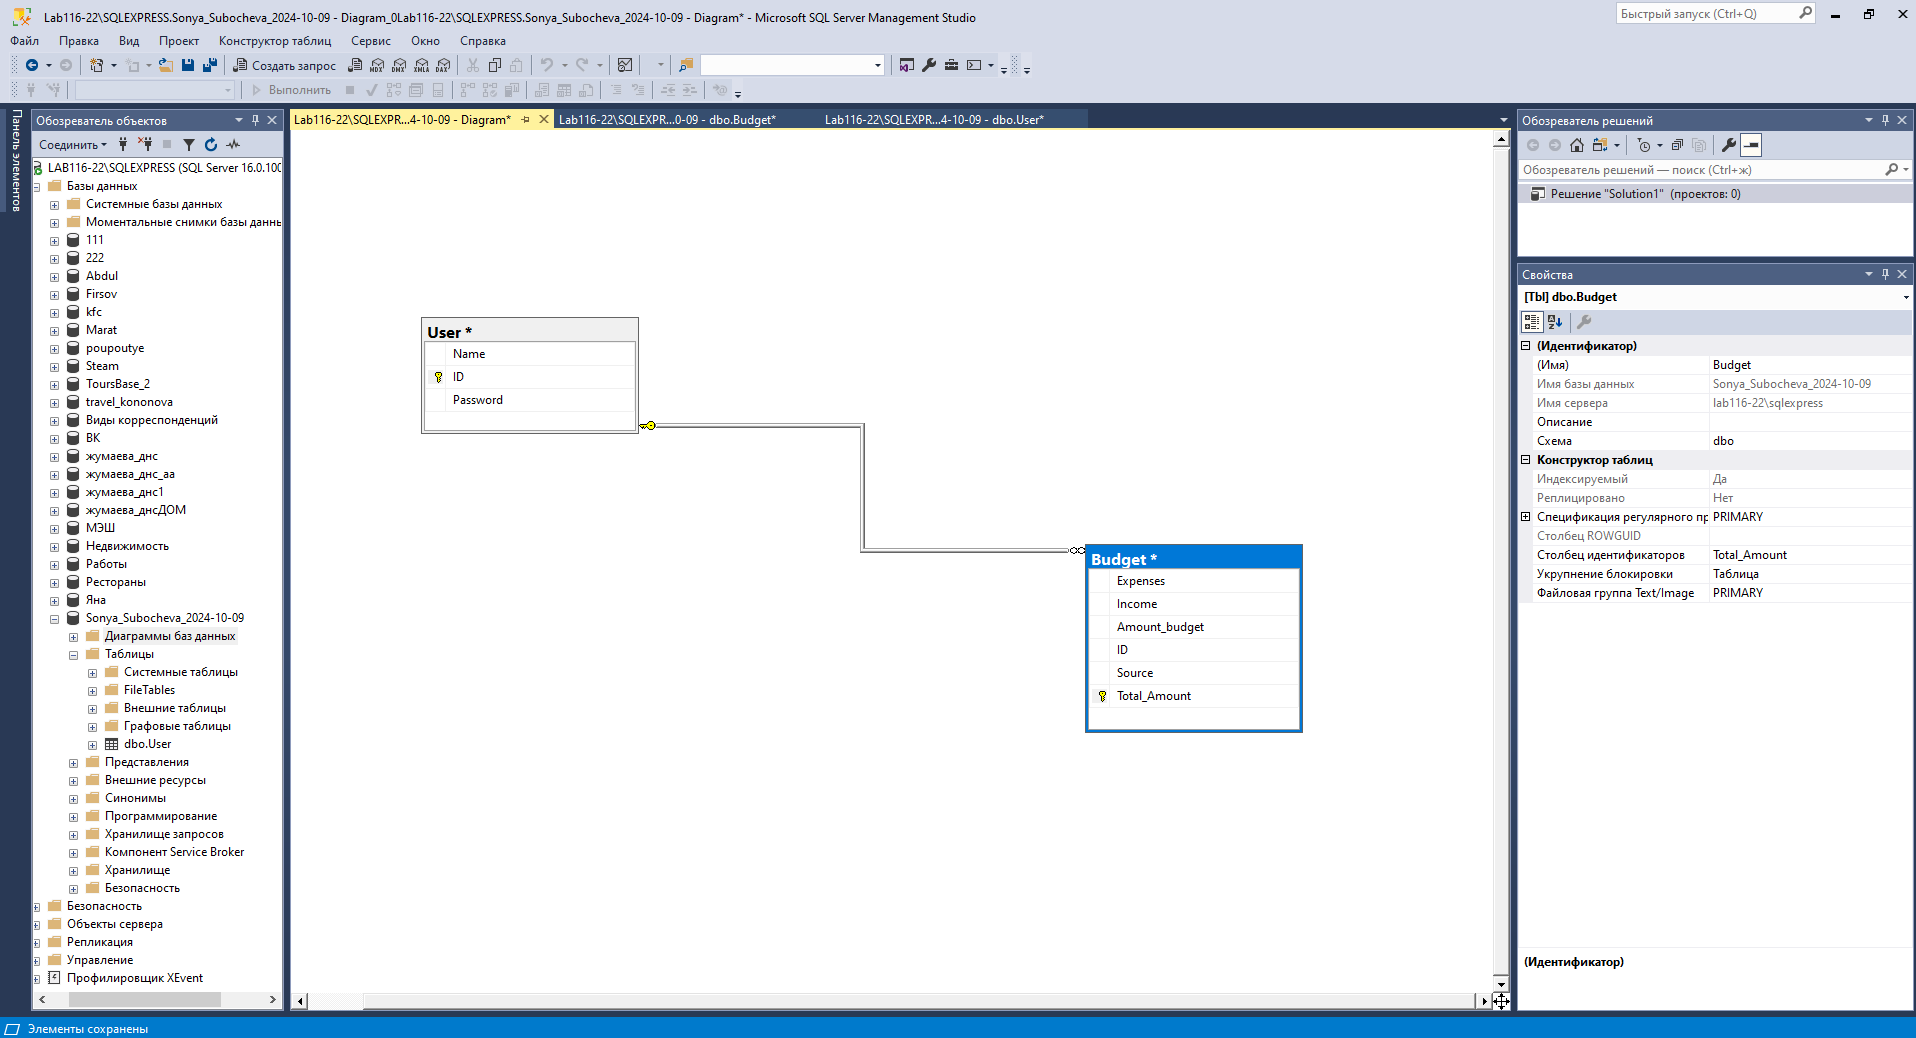 Lab116-22\SQLEXPRESS.Sonya_Subocheva_2024-10-09 - Diagram_0Lab116-22\SQLEXPRESS.Sonya_Subocheva_2024-10-09 - Diagram* - Microsoft SQL Server Management Studio
Быстрый запуск (Ctrl+Q)
Файл Правка Вид Проект Конструктор таблиц Сервис Окно Справка
Создать запрос
MDX DMX XMLA DAX
Выполнить
Панель элементов
Обозреватель объектов
Соединить
LAB116-22\SQLEXPRESS (SQL Server 16.0.100
Базы данных
Системные базы данных
Моментальные снимки базы данн
111
222
Abdul
Firsov
kfc
Marat
poupoutye
Steam
ToursBase_2
travel_kononova
Виды корреспонденций
ВК
жумаева_днс
жумаева_днс_аа
жумаева_днс1
жумаева_днсДОМ
МЭШ
Недвижимость
Работы
Рестораны
Яна
Sonya_Subocheva_2024-10-09
Диаграммы баз данных
Таблицы
Системные таблицы
FileTables
Внешние таблицы
Графовые таблицы
dbo.User
Представления
Внешние ресурсы
Синонимы
Программирование
Хранилище запросов
Компонент Service Broker
Хранилище
Безопасность
Безопасность
Объекты сервера
Репликация
Управление
Профилировщик XEvent
Lab116-22\SQLEXPR...4-10-09 - Diagram*
Lab116-22\SQLEXPR...0-09 - dbo.Budget*
Lab116-22\SQLEXPR...4-10-09 - dbo.User*
User *
Name
ID
Password
Budget *
Expenses
Income
Amount_budget
ID
Source
Total_Amount
Обозреватель решений
Обозреватель решений — поиск (Ctrl+ж)
Решение "Solution1" (проектов: 0)
Свойства
[Tbl] dbo.Budget
(Идентификатор)
(Имя) Budget
Имя базы данных Sonya_Subocheva_2024-10-09
Имя сервера lab116-22\sqlexpress
Описание
Схема dbo
Конструктор таблиц
Индексируемый Да
Реплицировано Нет
Спецификация регулярного пр PRIMARY
Столбец ROWGUID
Столбец идентификаторов Total_Amount
Укрупнение блокировки Таблица
Файловая группа Text/Image PRIMARY
(Идентификатор)
Элементы сохранены